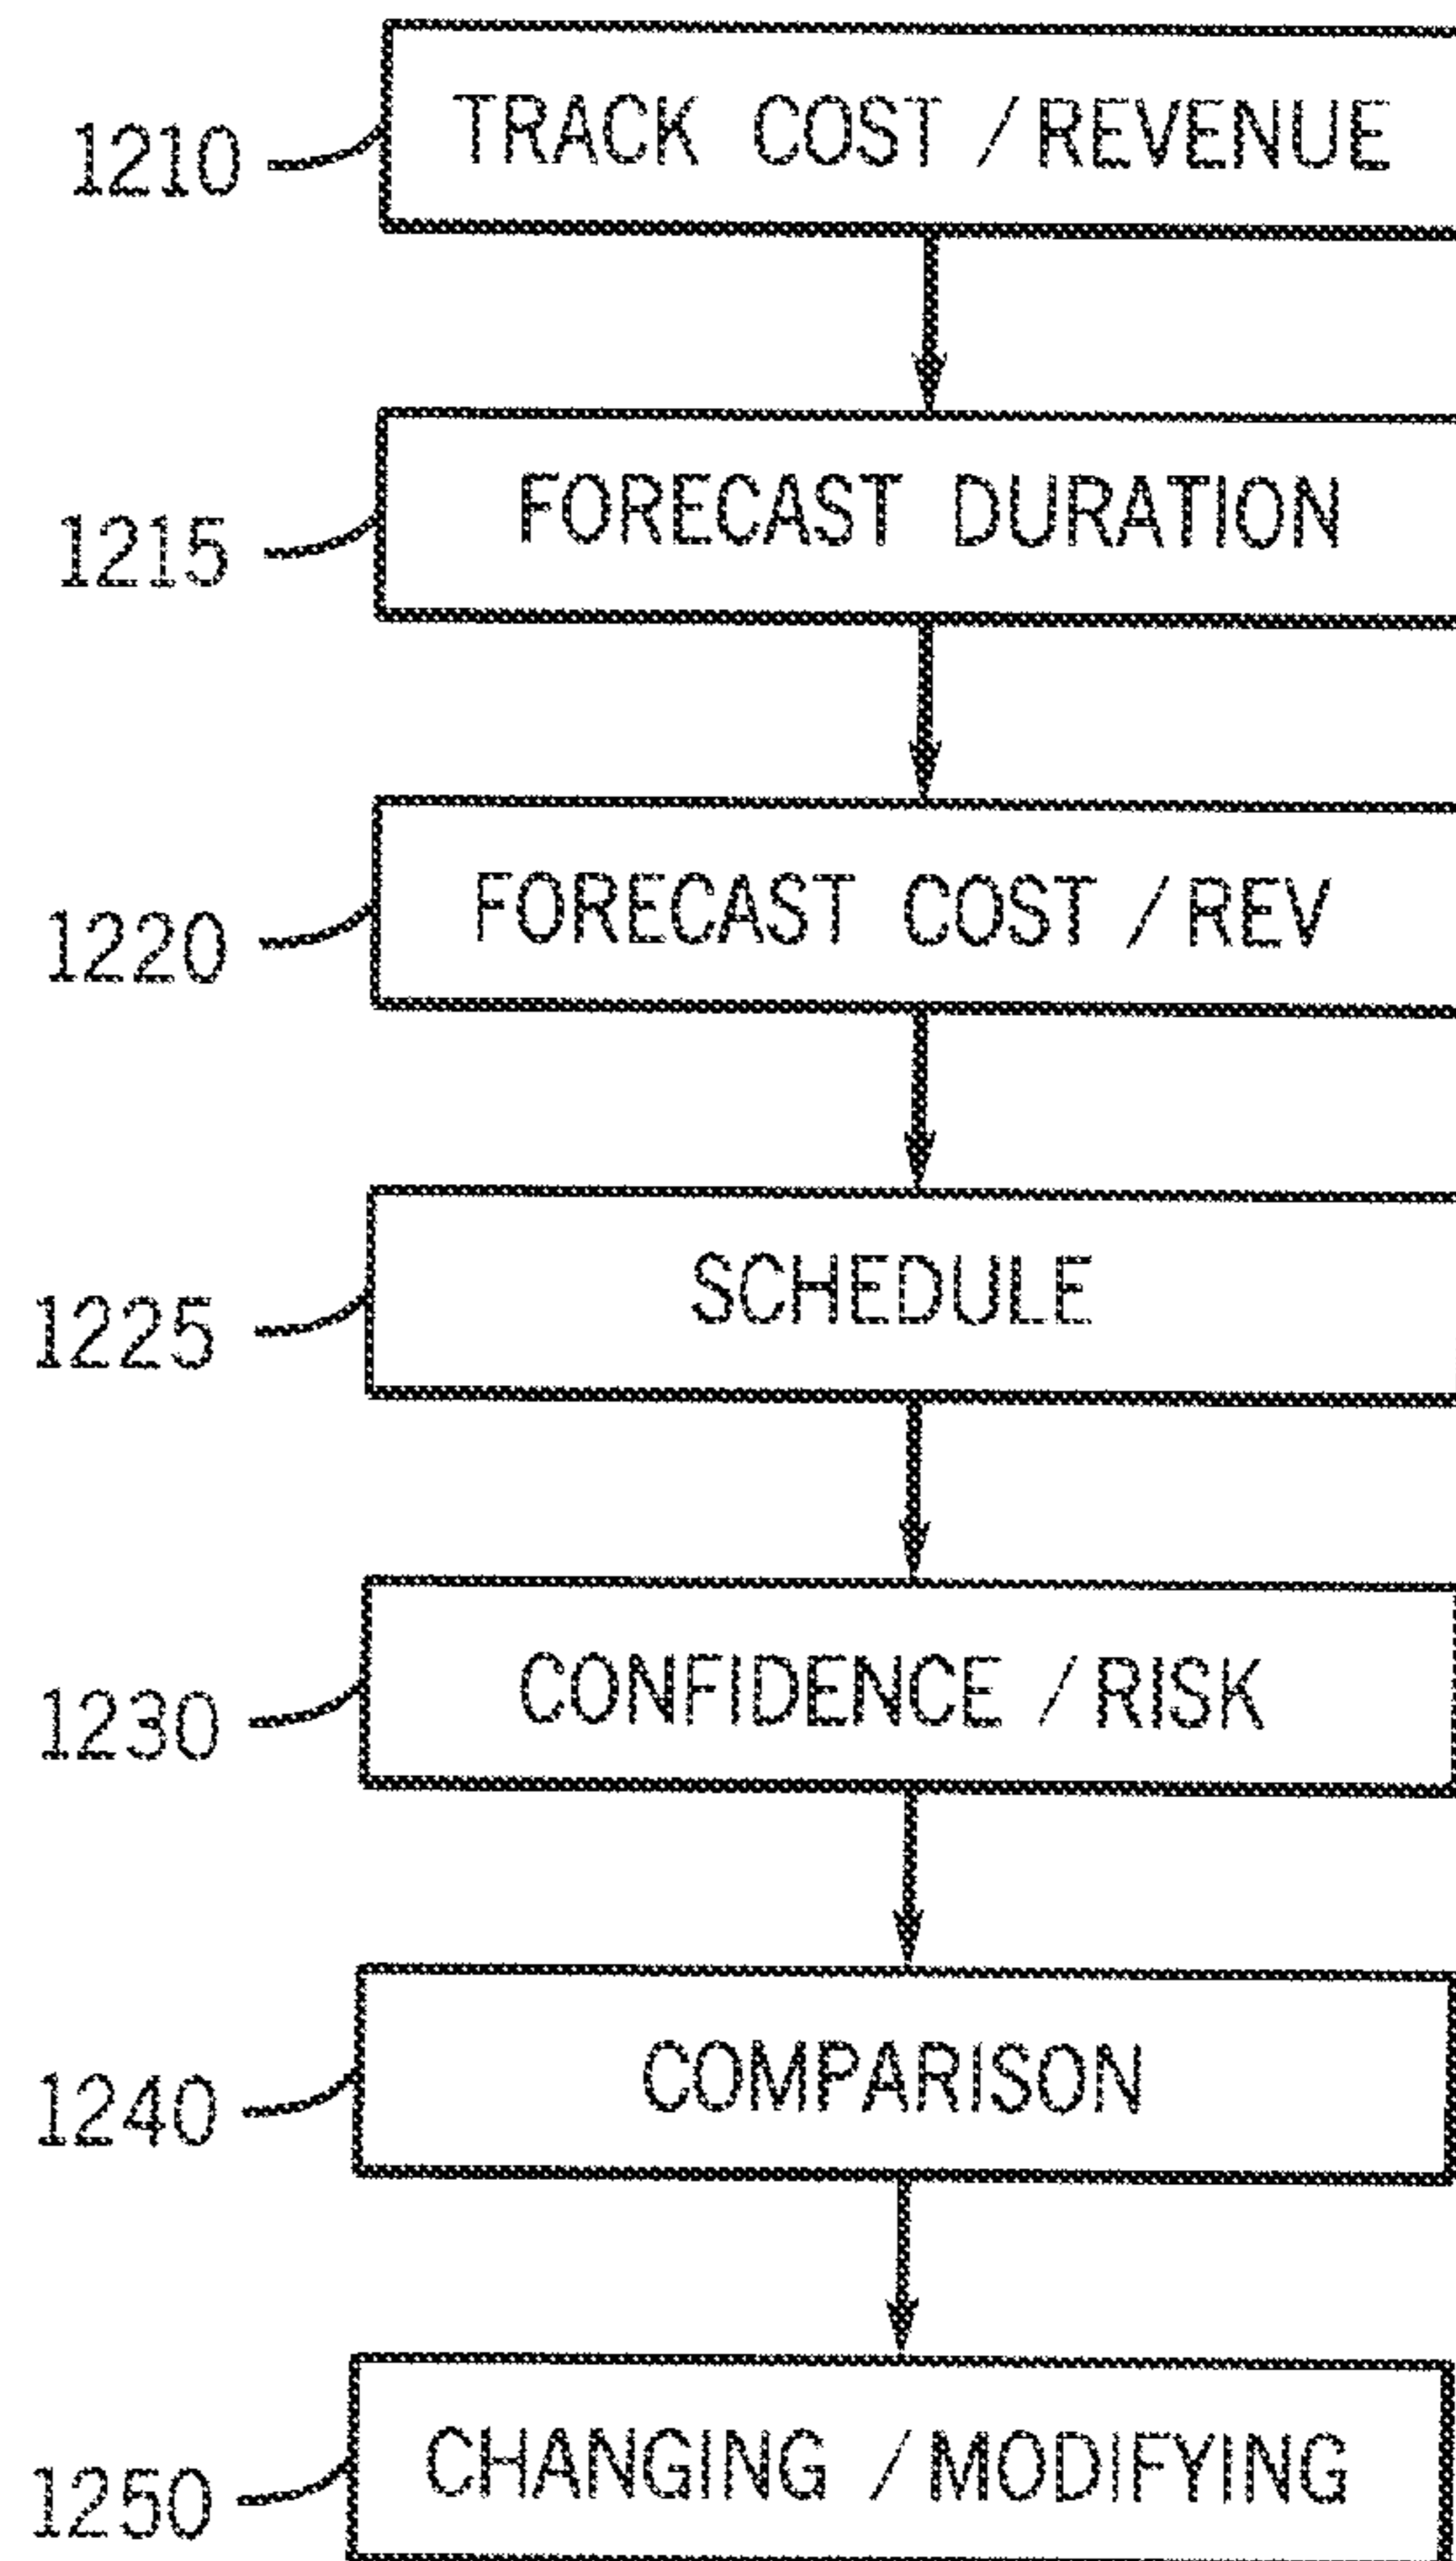 1210 TRACK COST / REVENUE
1215 FORECAST DURATION
1220 FORECAST COST / REV
1225 SCHEDULE
1230 CONFIDENCE / RISK
1240 COMPARISON
1250 CHANGING / MODIFYING